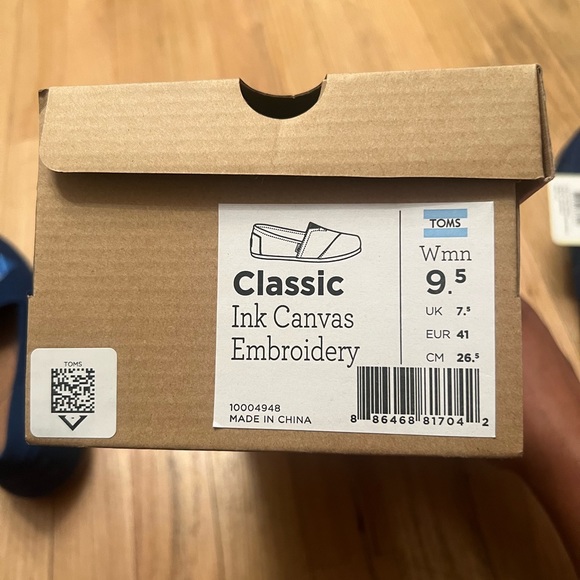 TOMS
Wmn
9.5
UK 7.5
EUR 41
CM 26.5
Classic
Ink Canvas
Embroidery
10004948
MADE IN CHINA
8 86468 81704 2
TOMS